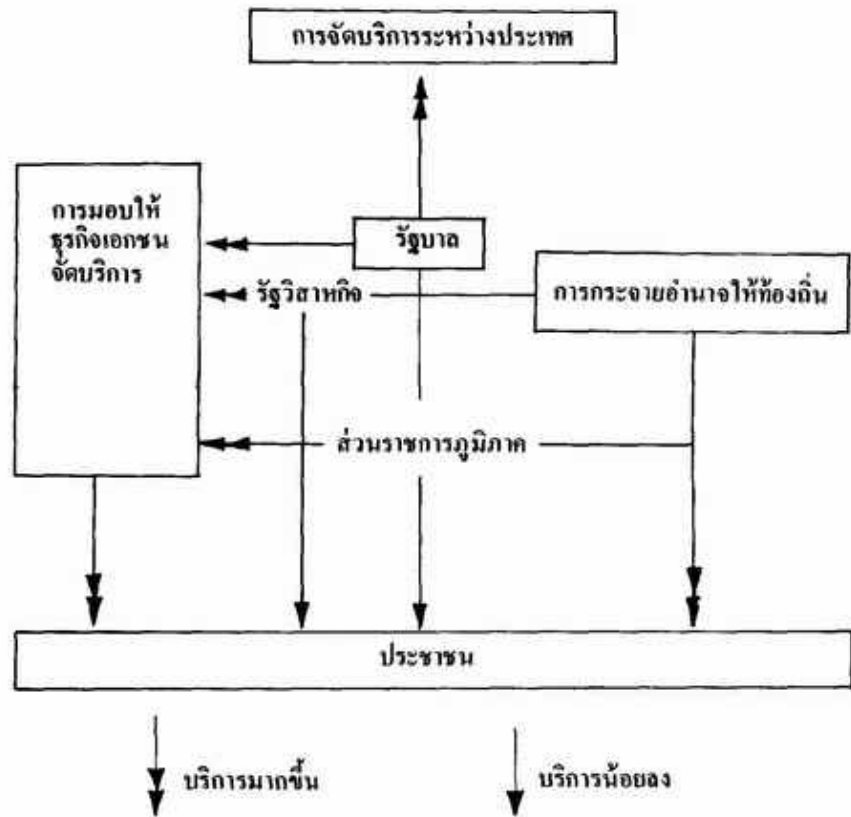 การจัดบริการระหว่างประเทศ
การมอบให้
ธุรกิจเอกชน
จัดบริการ
รัฐบาล
รัฐวิสาหกิจ
การกระจายอำนาจให้ท้องถิ่น
ส่วนราชการภูมิภาค
ประชาชน
บริการมากขึ้น
บริการน้อยลง